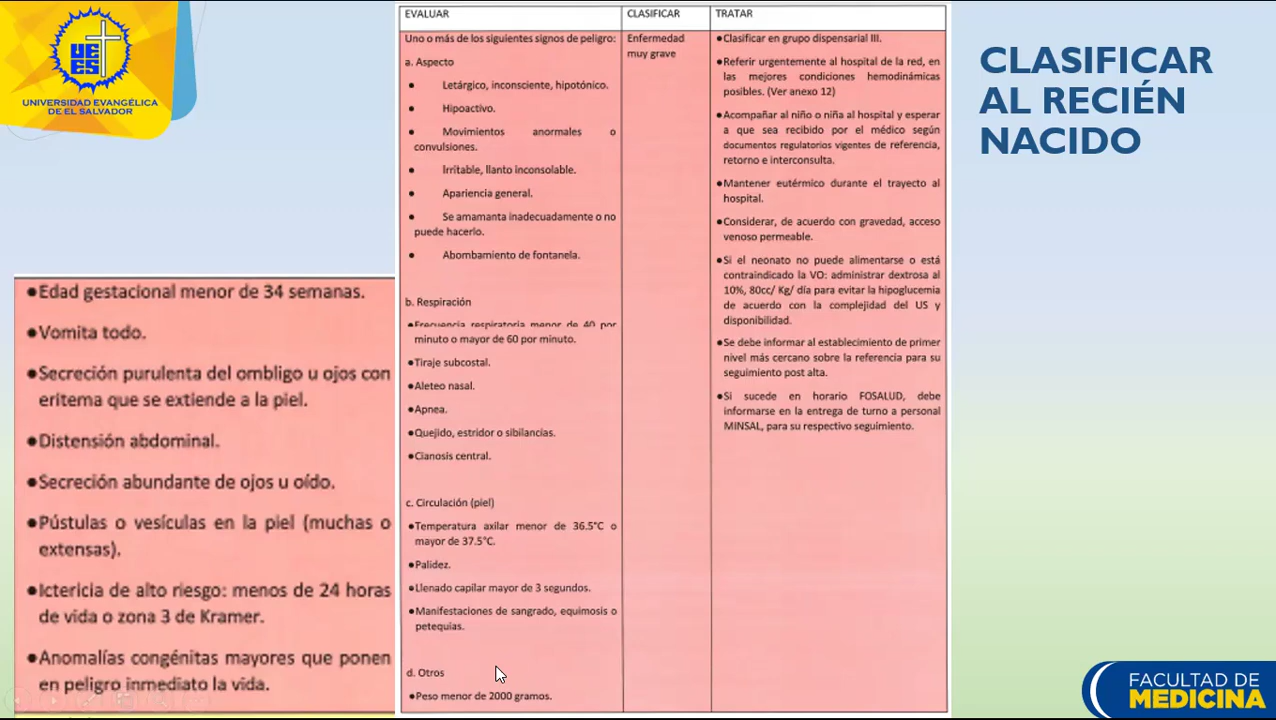 UEES
UNIVERSIDAD EVANGÉLICA
DE EL SALVADOR
CLASIFICAR
AL RECIÉN
NACIDO
EVALUAR
Uno o más de los siguientes signos de peligro:
a. Aspecto
● Letárgico, inconsciente, hipotónico.
● Hipoactivo.
● Movimientos anormales o
convulsiones.
● Irritable, llanto inconsolable.
● Apariencia general.
● Se amamanta inadecuadamente o no
puede hacerlo.
● Abombamiento de fontanela.
b. Respiración
●Frecuencia respiratoria menor de 40 por
minuto o mayor de 60 por minuto.
●Tiraje subcostal.
●Aleteo nasal.
●Apnea.
●Quejido, estridor o sibilancias.
●Cianosis central.
c. Circulación (piel)
●Temperatura axilar menor de 36.5°C o
mayor de 37.5°C.
●Palidez.
●Llenado capilar mayor de 3 segundos.
●Manifestaciones de sangrado, equimosis o
petequias.
d. Otros
●Peso menor de 2000 gramos.
●Edad gestacional menor de 34 semanas.
●Vomita todo.
●Secreción purulenta del ombligo u ojos con
eritema que se extiende a la piel.
●Distensión abdominal.
●Secreción abundante de ojos u oído.
●Pústulas o vesículas en la piel (muchas o
extensas).
●Ictericia de alto riesgo: menos de 24 horas
de vida o zona 3 de Kramer.
●Anomalías congénitas mayores que ponen
en peligro inmediato la vida.
CLASIFICAR
Enfermedad
muy grave
TRATAR
●Clasificar en grupo dispensarial III.
●Referir urgentemente al hospital de la red, en
las mejores condiciones hemodinámicas
posibles. (Ver anexo 12)
●Acompañar al niño o niña al hospital y esperar
a que sea recibido por el médico según
documentos regulatorios vigentes de referencia,
retorno e interconsulta.
●Mantener eutérmico durante el trayecto al
hospital.
●Considerar, de acuerdo con gravedad, acceso
venoso permeable.
●Si el neonato no puede alimentarse o está
contraindicado la VO: administrar dextrosa al
10%, 80cc/ Kg/ día para evitar la hipoglucemia
de acuerdo con la complejidad del US y
disponibilidad.
●Se debe informar al establecimiento de primer
nivel más cercano sobre la referencia para su
seguimiento post alta.
●Si sucede en horario FOSALUD, debe
informarse en la entrega de turno a personal
MINSAL, para su respectivo seguimiento.
FACULTAD DE
MEDICINA